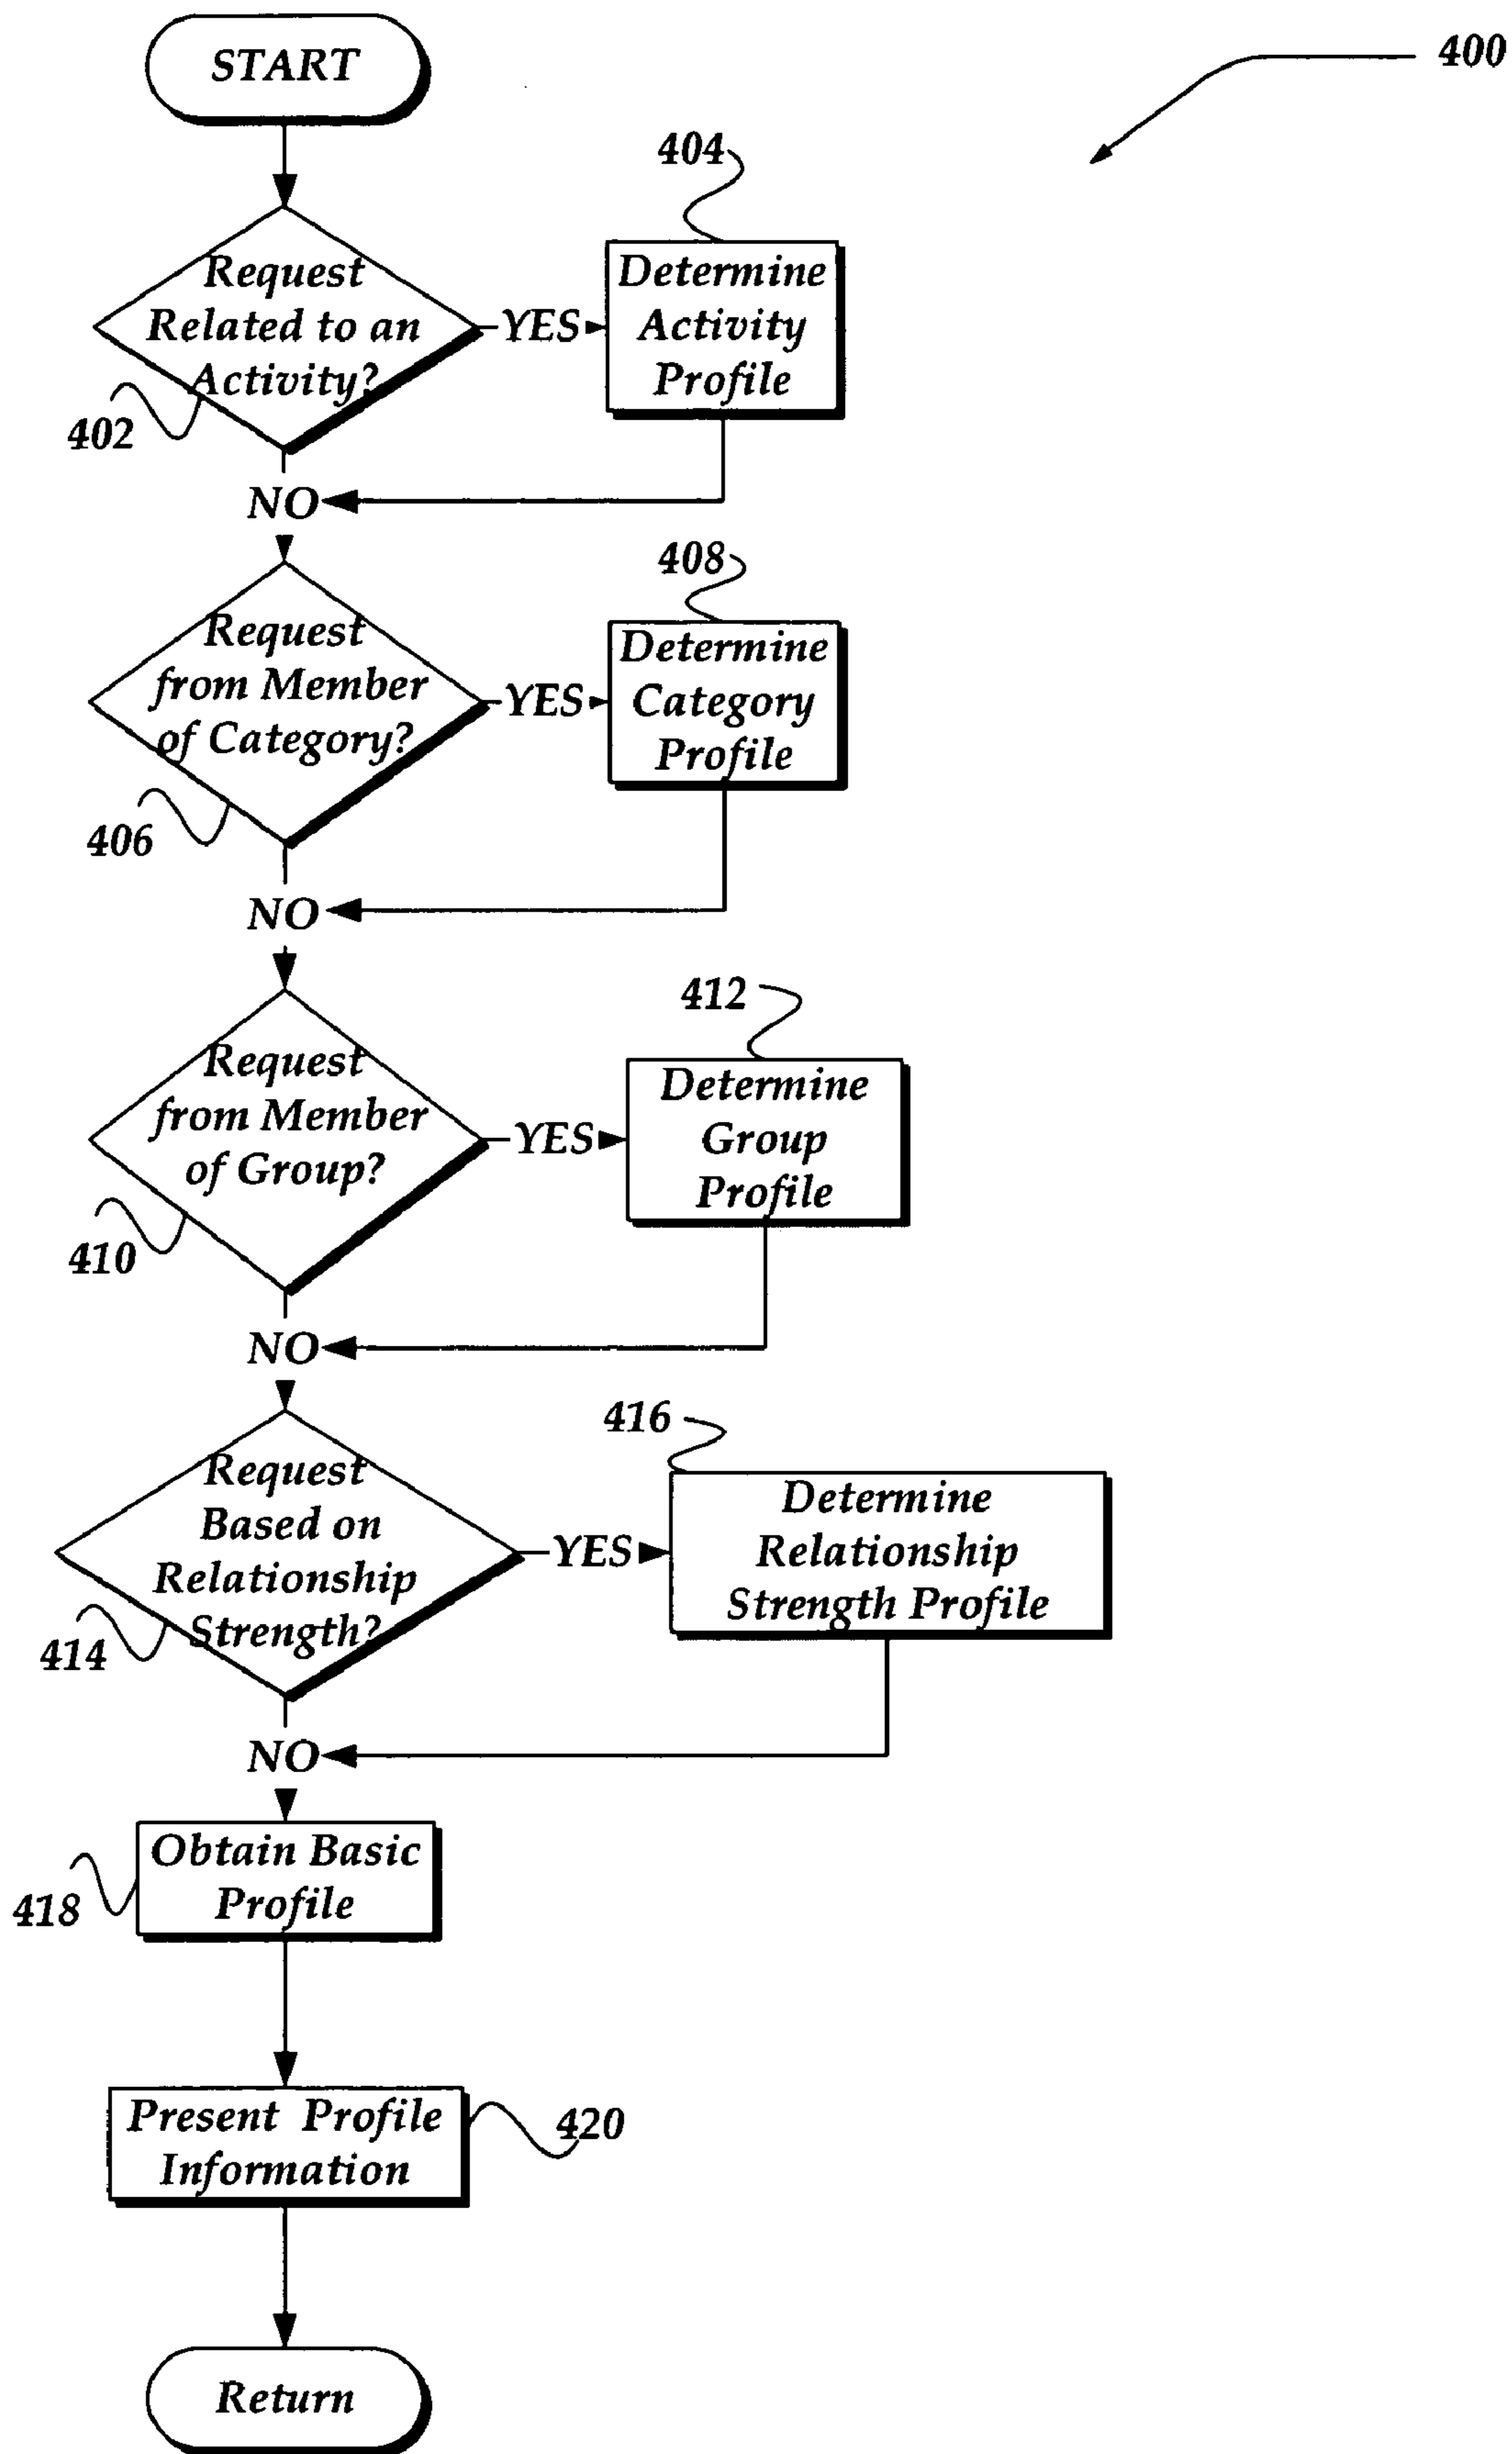 START
400
404
Request
Related to an
Activity?
YES
Determine
Activity
Profile
402
NO
408
Request
from Member
of Category?
YES
Determine
Category
Profile
406
NO
412
Request
from Member
of Group?
YES
Determine
Group
Profile
410
NO
416
Request
Based on
Relationship
Strength?
YES
Determine
Relationship
Strength Profile
414
NO
Obtain Basic
Profile
418
Present Profile
Information
420
Return